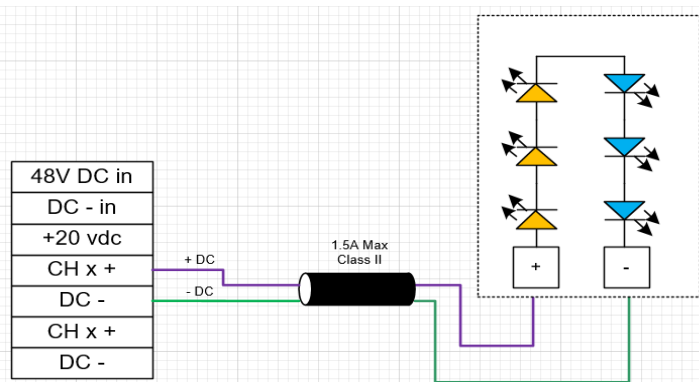 48V DC in
DC - in
+20 vdc
CH x +
DC -
CH x +
DC -
+ DC
- DC
1.5A Max
Class II
+
-